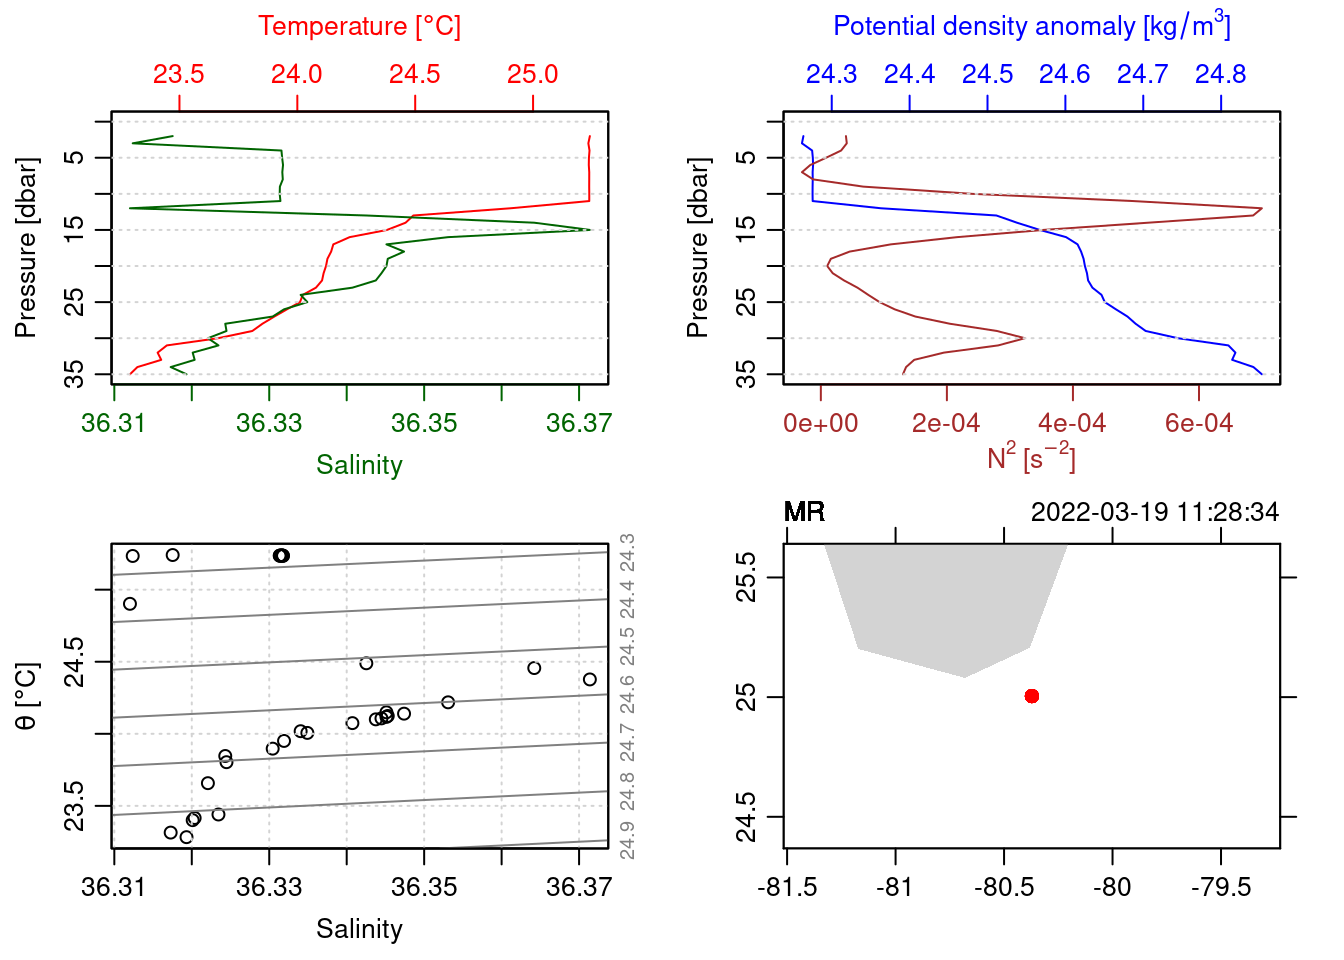 Temperature [°C]
23.5 24.0 24.5 25.0
Pressure [dbar]
5 15 25 35
36.31 36.33 36.35 36.37
Salinity
Potential density anomaly [kg/m³]
24.3 24.4 24.5 24.6 24.7 24.8
Pressure [dbar]
5 15 25 35
0e+00 2e-04 4e-04 6e-04
N² [s⁻²]
θ [°C]
23.5 24.5
24.3 24.4 24.5 24.6 24.7 24.8 24.9
36.31 36.33 36.35 36.37
Salinity
MR 2022-03-19 11:28:34
25.5
25
24.5
-81.5 -81 -80.5 -80 -79.5